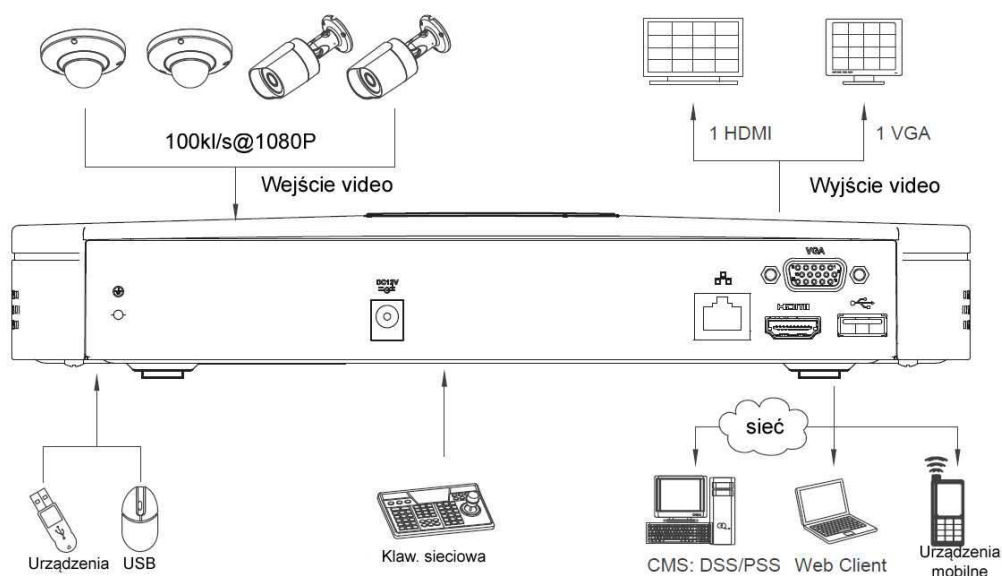 100kl/s@1080P
Wejście video
1 HDMI
1 VGA
Wyjście video
DC12V
VGA
HDMI
sieć
Urządzenia USB
Klaw. sieciowa
CMS: DSS/PSS
Web Client
Urządzenia
mobilne